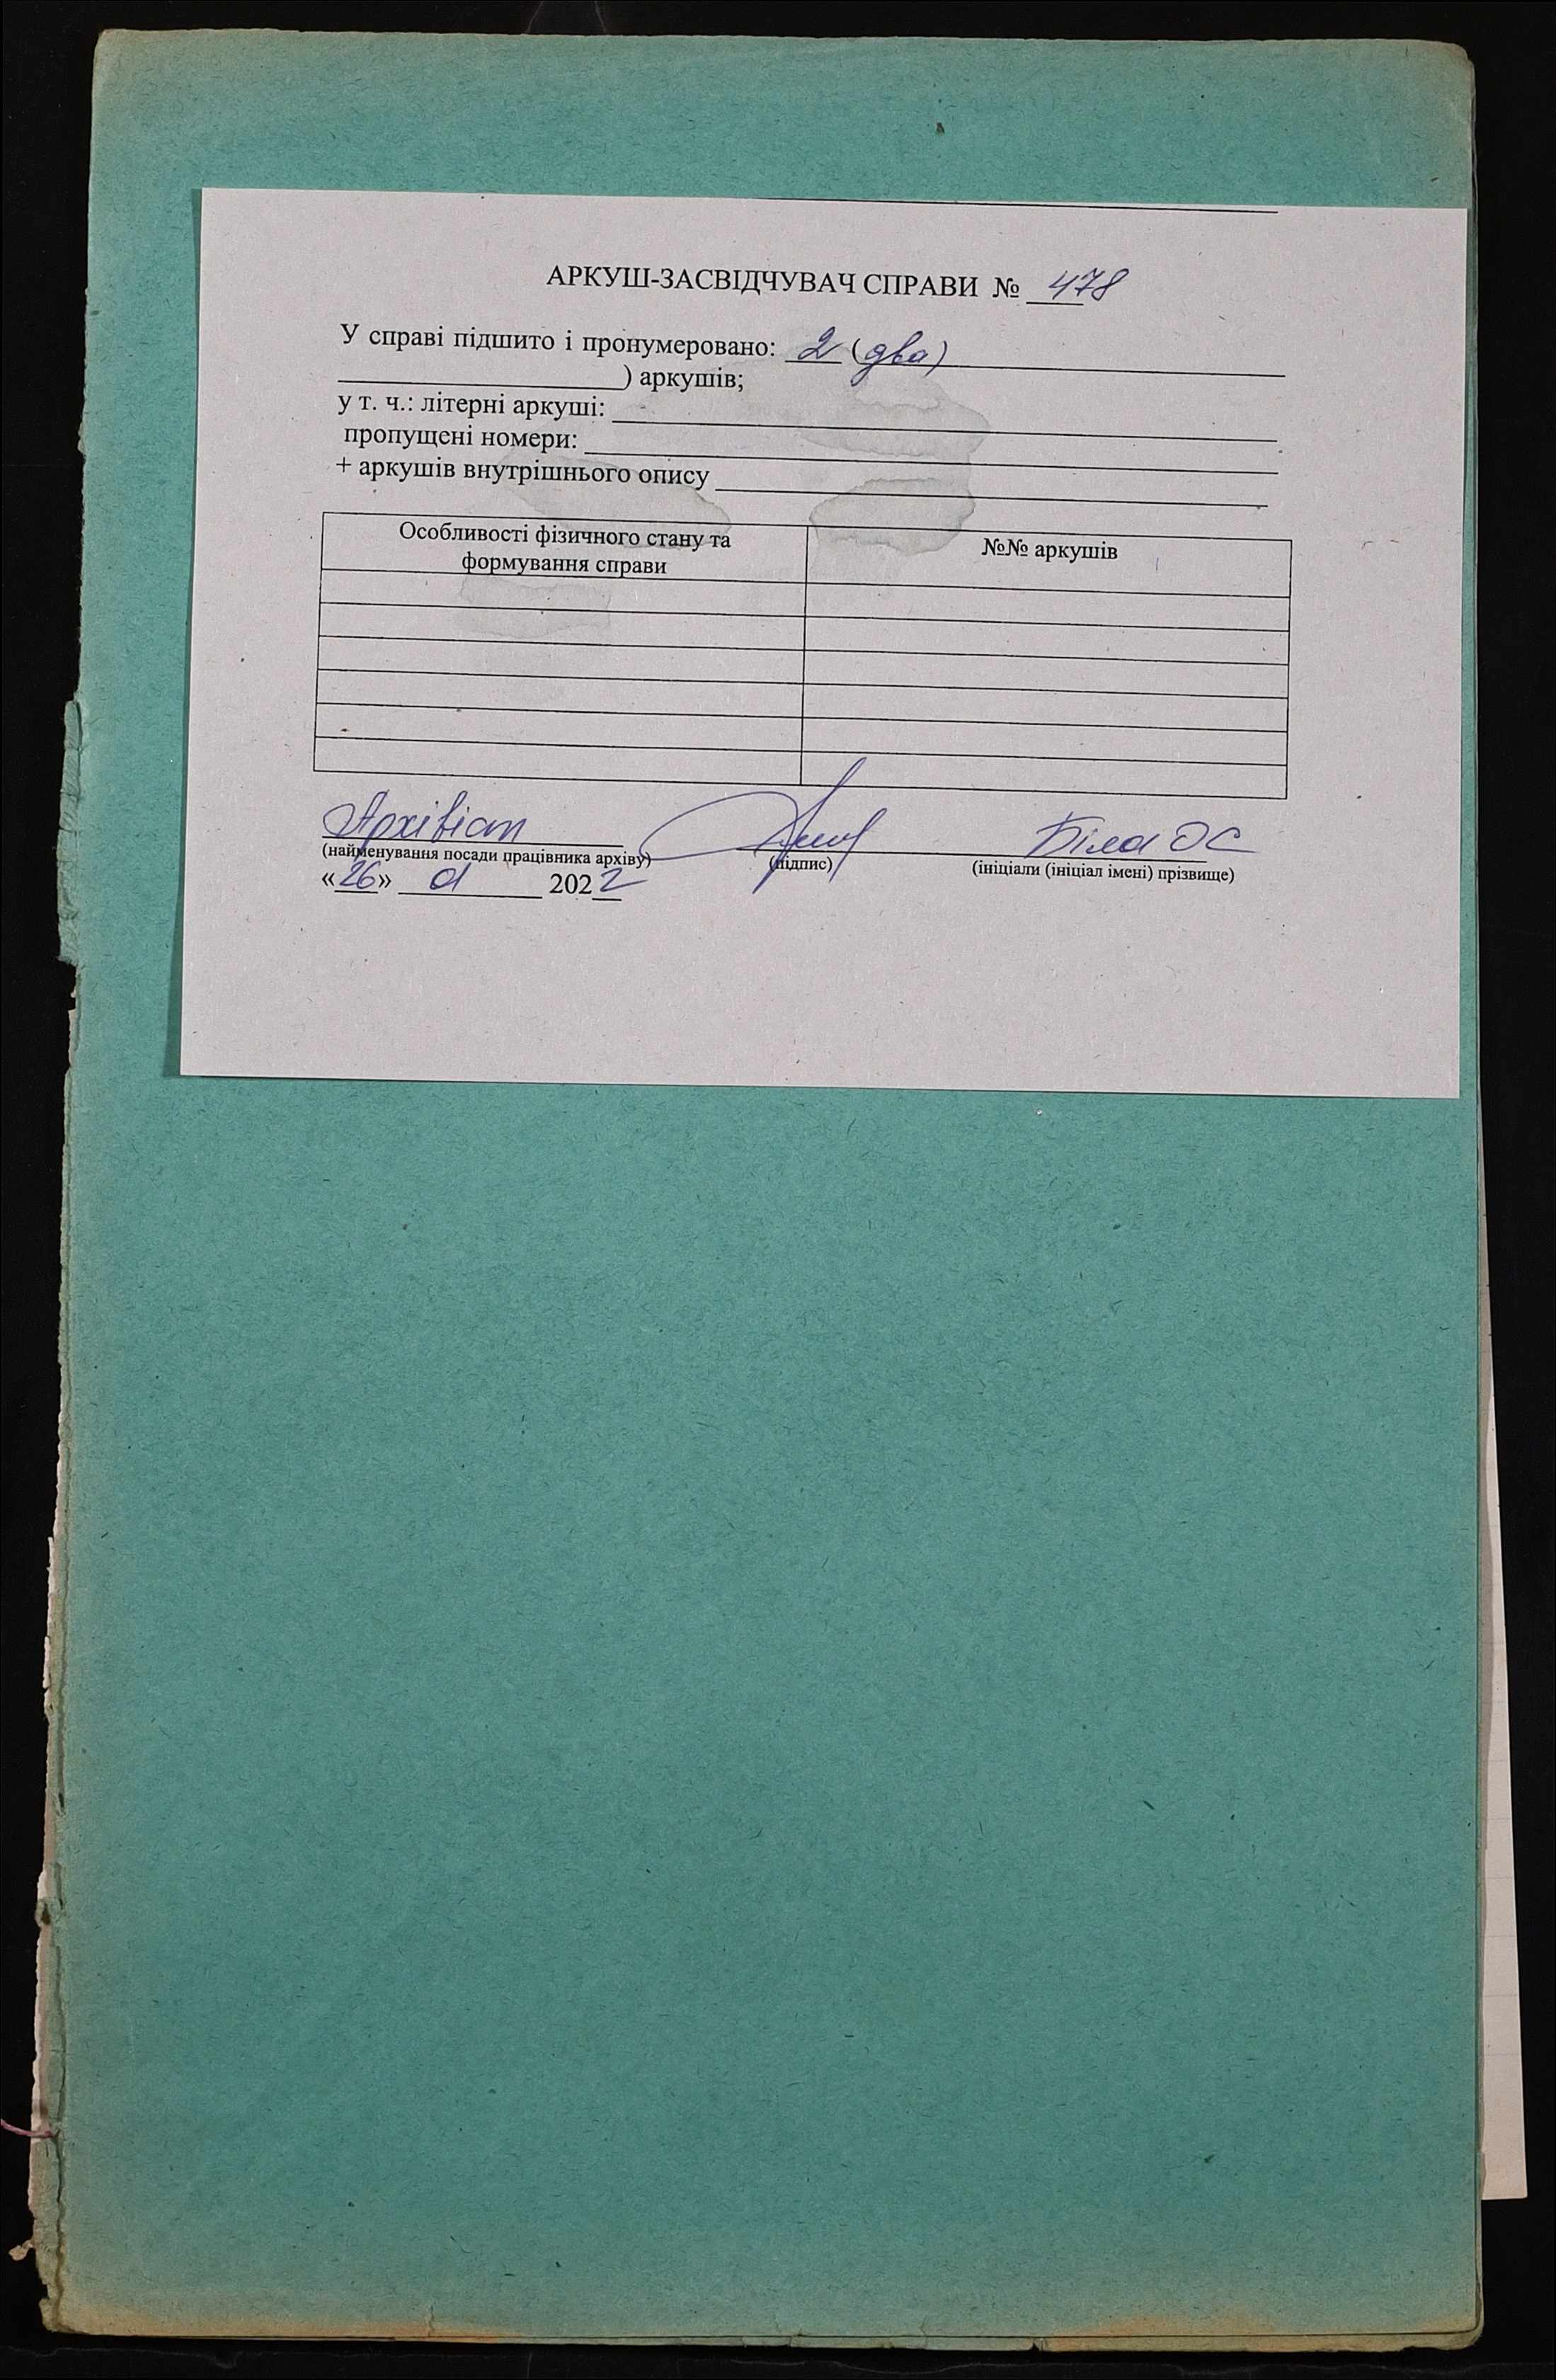 АРКУШ-ЗАСВІДЧУВАЧ СПРАВИ № 478
У справі підшито і пронумеровано: 2 (два)
) аркушів;
у т. ч.: літерні аркуші:
пропущені номери:
+ аркушів внутрішнього опису
Особливості фізичного стану та
формування справи
№№ аркушів
Архівіст Біла ОС
(найменування посади працівника архіву) (підпис) (ініціали (ініціал імені) прізвище)
«26» 2022